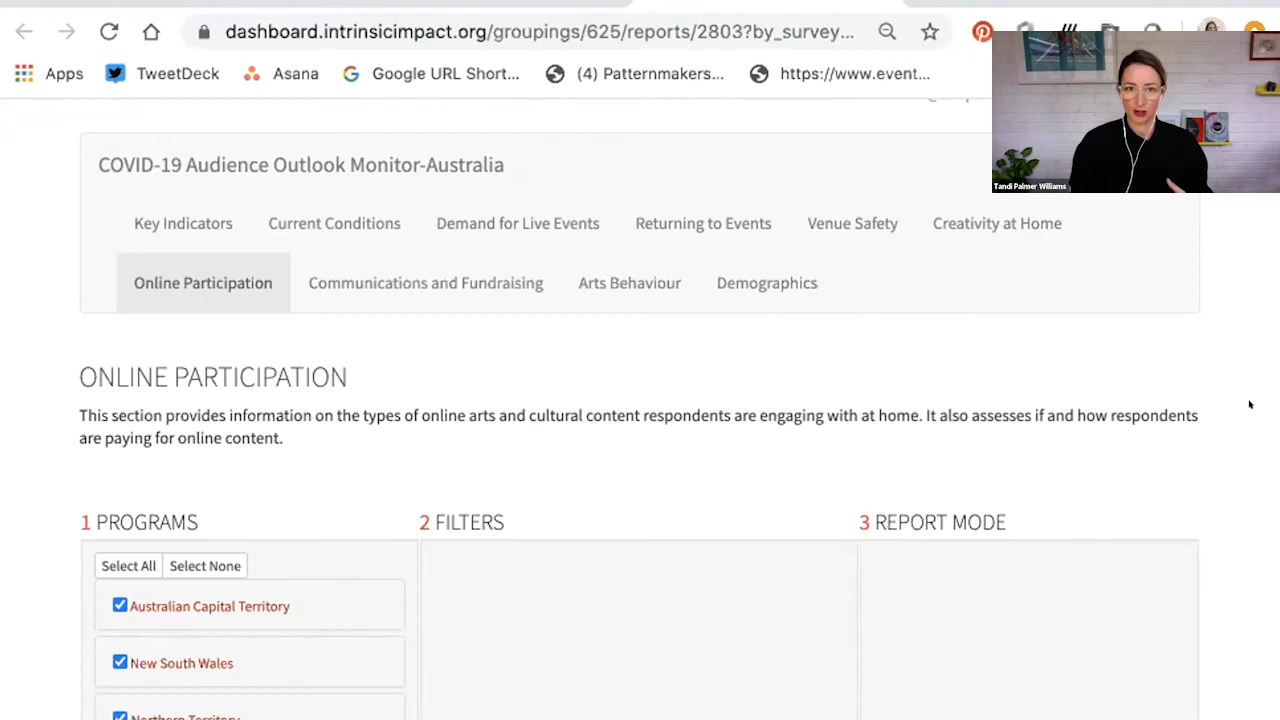 dashboard.intrinsicimpact.org/groupings/625/reports/2803?by_survey...
Apps TweetDeck Asana Google URL Short... (4) Patternmakers... https://www.event...
Tandi Palmer Williams
COVID-19 Audience Outlook Monitor-Australia
Key Indicators Current Conditions Demand for Live Events Returning to Events Venue Safety Creativity at Home
Online Participation Communications and Fundraising Arts Behaviour Demographics
ONLINE PARTICIPATION
This section provides information on the types of online arts and cultural content respondents are engaging with at home. It also assesses if and how respondents
are paying for online content.
1 PROGRAMS 2 FILTERS 3 REPORT MODE
Select All Select None
Australian Capital Territory
New South Wales
Northern Territory